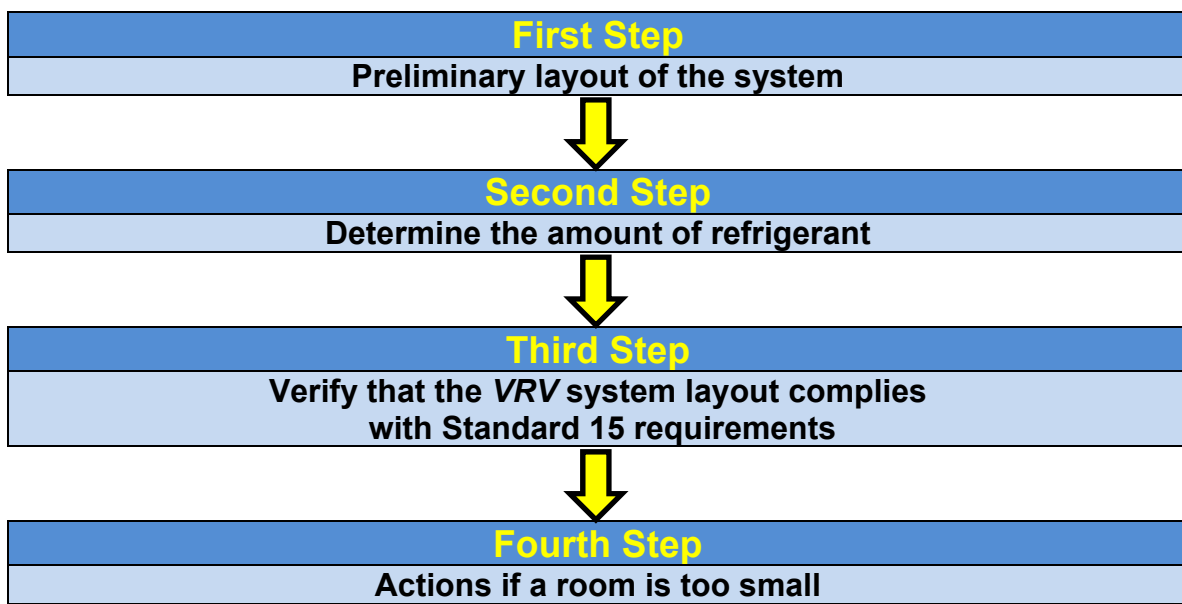 First Step
Preliminary layout of the system
Second Step
Determine the amount of refrigerant
Third Step
Verify that the VRV system layout complies
with Standard 15 requirements
Fourth Step
Actions if a room is too small